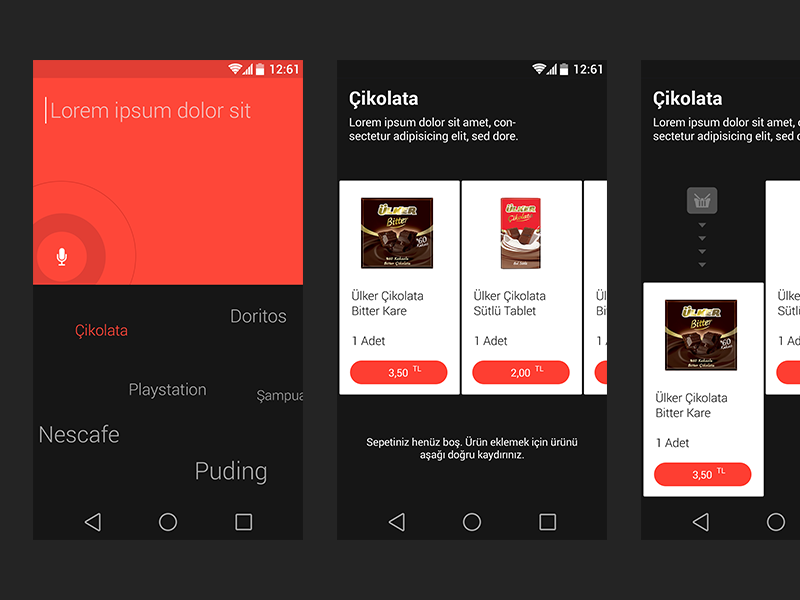 12:61
Lorem ipsum dolor sit
Doritos
Çikolata
Playstation
Şampua
Nescafe
Puding
12:61
Çikolata
Lorem ipsum dolor sit amet, con-
sectetur adipisicing elit, sed dore.
ÜLKER
Bitter
%60
ÜLKER
Çikolata
Ülker Çikolata
Bitter Kare
1 Adet
3,50 TL
Ülker Çikolata
Sütlü Tablet
1 Adet
2,00 TL
Ül
Bi
1
Sepetiniz henüz boş. Ürün eklemek için ürünü
aşağı doğru kaydırınız.
Çikolata
Lorem ipsum dolor sit amet,
sectetur adipisicing elit, sed
ÜLKER
Bitter
%60
Ülker Çikolata
Bitter Kare
1 Adet
3,50 TL
Ülke
Sütl
1 Ad